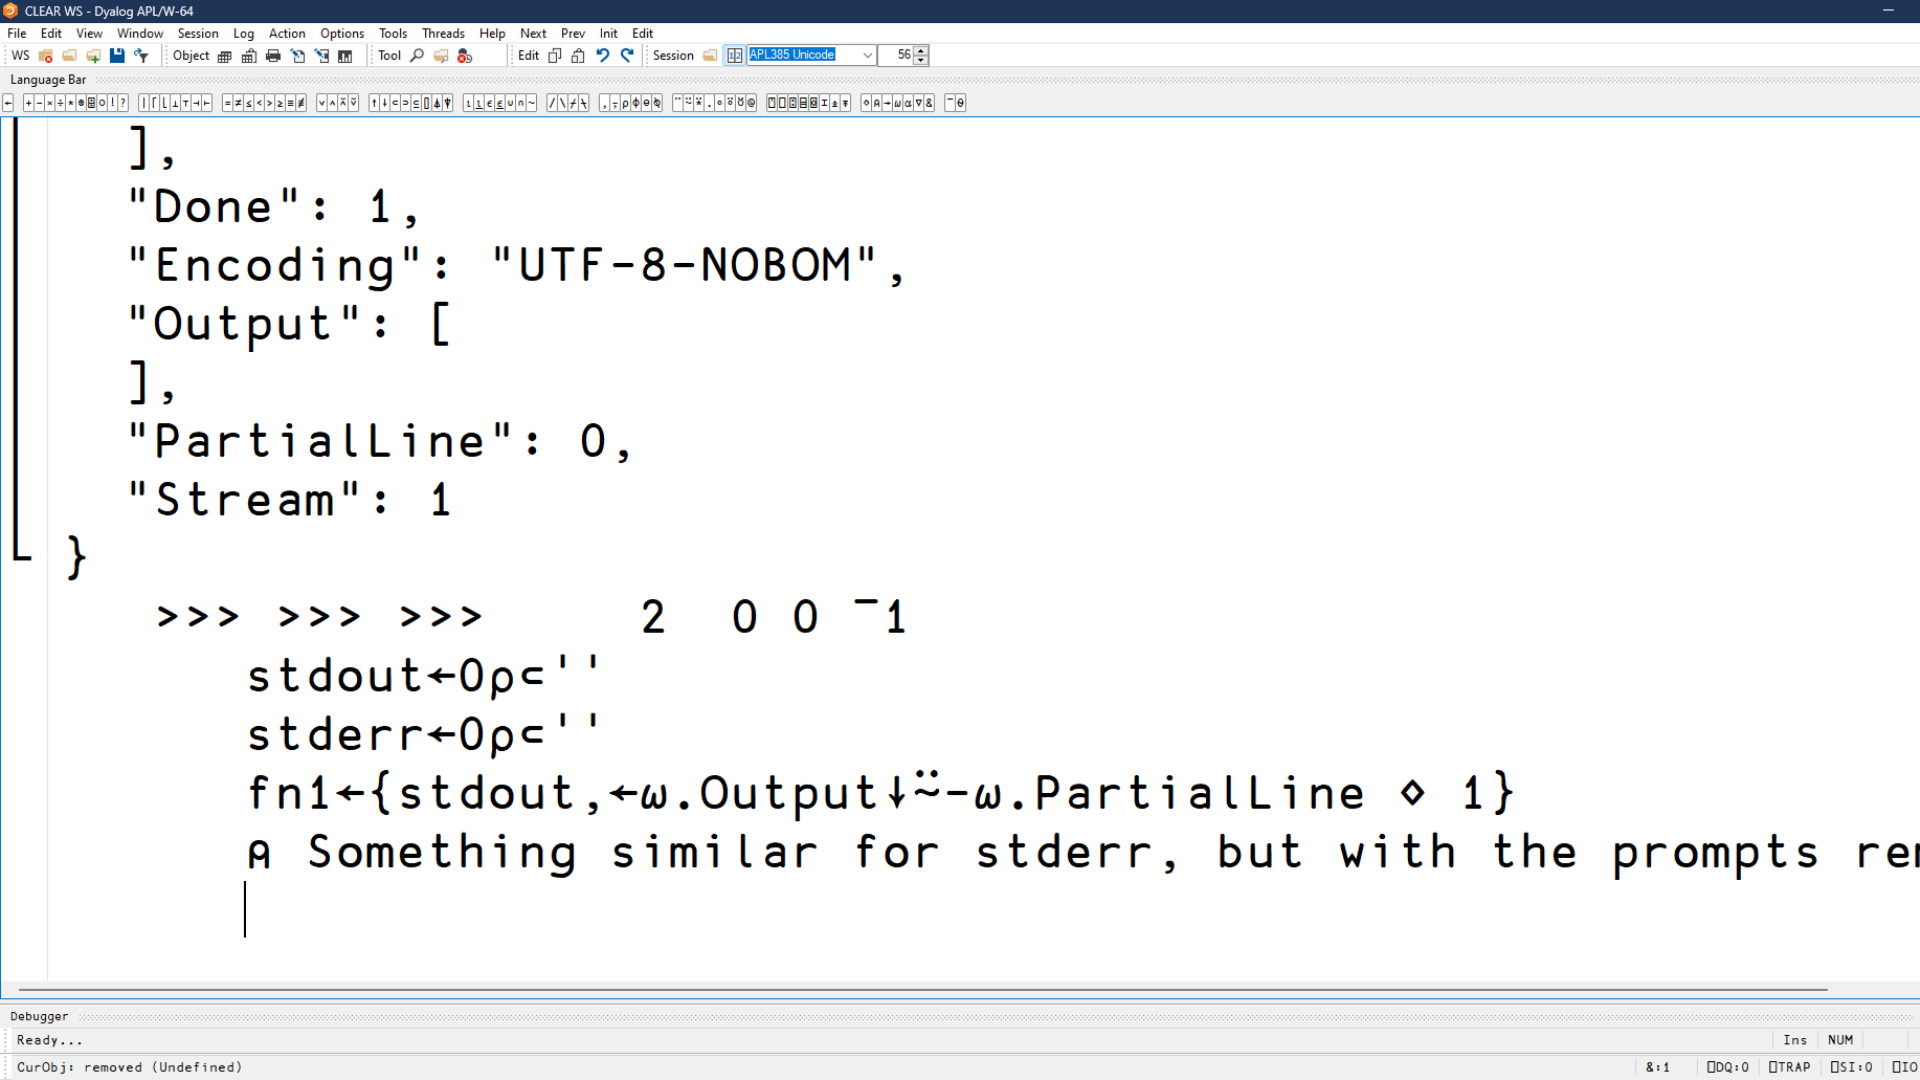 CLEAR WS - Dyalog APL/W-64
File Edit View Window Session Log Action Options Tools Threads Help Next Prev Init Edit
WS Object Tool Edit Session APL385 Unicode 56
Language Bar
],
"Done": 1,
"Encoding": "UTF-8-NOBOM",
"Output": [
],
"PartialLine": 0,
"Stream": 1
}
>>> >>> >>> 2 0 0 ¯1
stdout←0⍴⊂''
stderr←0⍴⊂''
fn1←{stdout,←⍵.Output↓⍨-⍵.PartialLine ⋄ 1}
⍝ Something similar for stderr, but with the prompts
Debugger
Ready...
Ins NUM
CurObj: removed (Undefined)
&:1 ⎕DQ:0 ⎕TRAP ⎕SI:0 ⎕IO